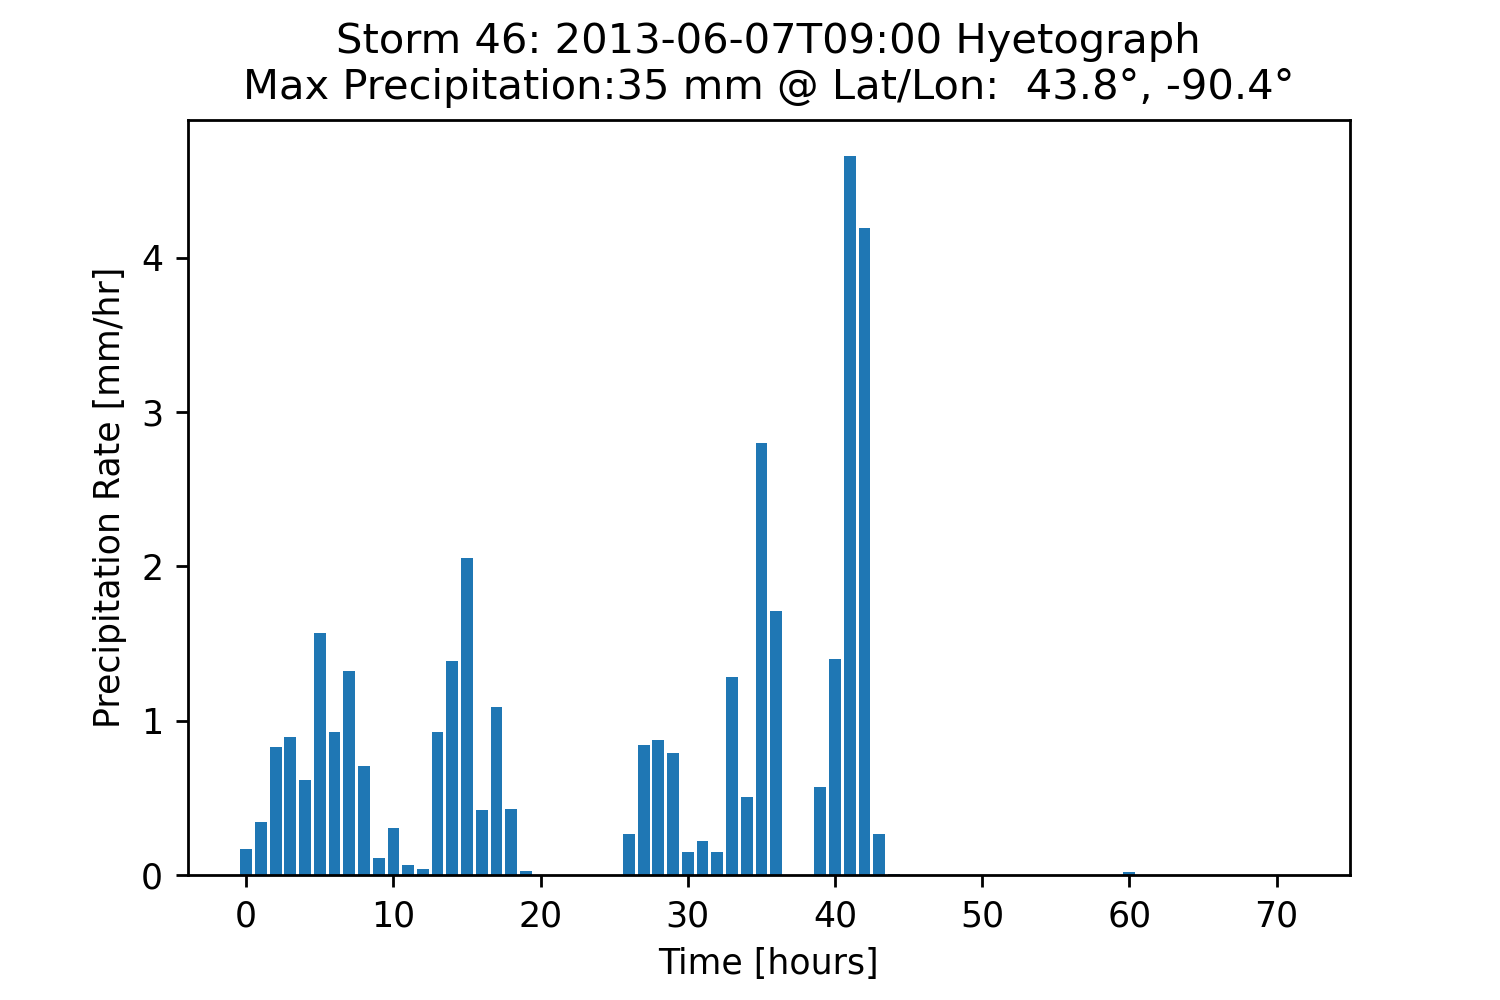 Storm 46: 2013-06-07T09:00 Hyetograph
Max Precipitation:35 mm @ Lat/Lon:  43.8°, -90.4°
Precipitation Rate [mm/hr]
4
3
2
1
0
0 10 20 30 40 50 60 70
Time [hours]